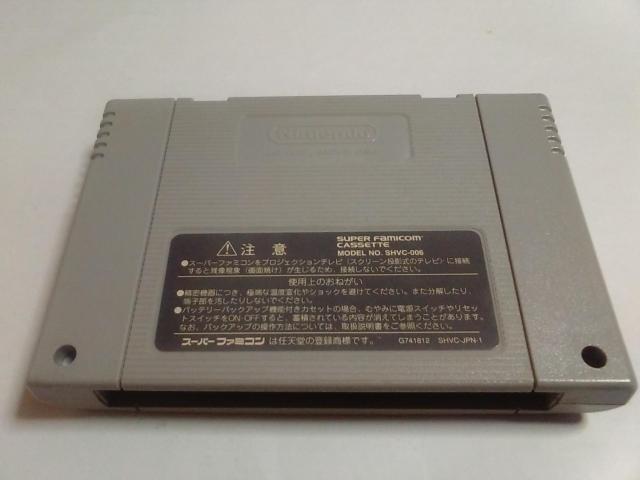 Nintendo
⚠注 意
SUPER FAMICOM
CASSETTE
MODEL NO. SHVC-006
●スーパーファミコンをプロジェクションテレビ(スクリーン投影式のテレビ)に接続
すると残像現象(画面焼け)が生じるため、接続しないでください。
使用上のおねがい
●精密機器につき、極端な温度変化やショックを避けてください。また分解したり、
端子部を汚したりしないでください。
●バッテリーバックアップ機能付きカセットの場合、むやみに電源スイッチやリセッ
トスイッチをON・OFFすると、蓄積されている内容が消えてしまうことがあります。
なお、バックアップの操作方法については、取扱説明書をご参照ください。
スーパーファミコン は任天堂の登録商標です。
G741812 SHVC-JPN-1